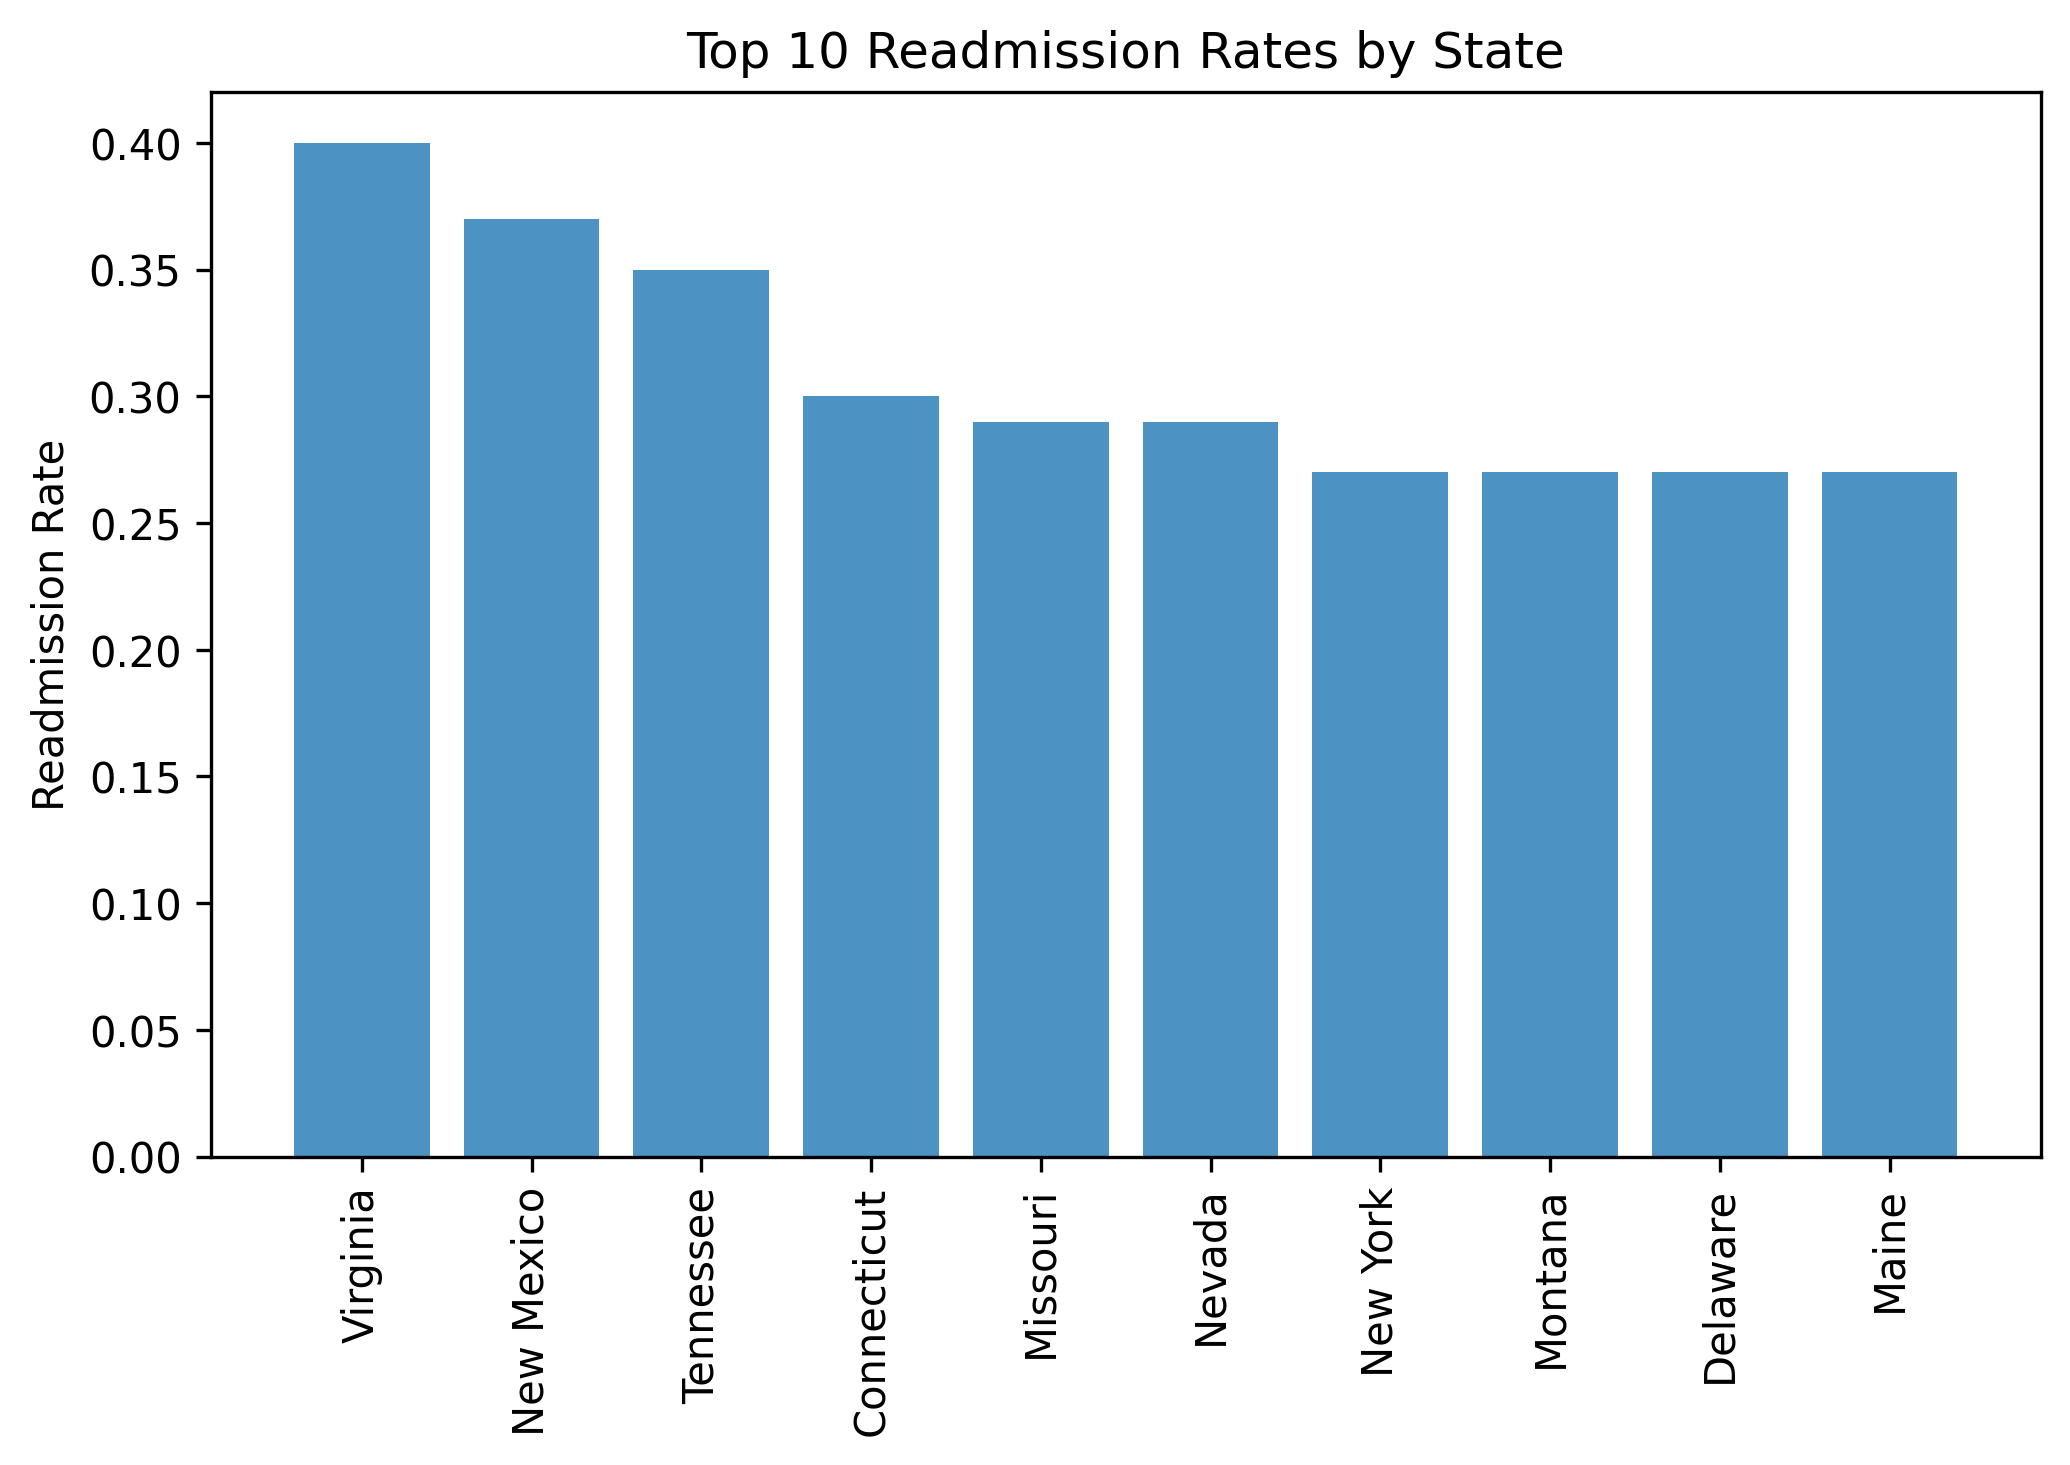 Top 10 Readmission Rates by State
Readmission Rate
0.40
0.35
0.30
0.25
0.20
0.15
0.10
0.05
0.00
Virginia
New Mexico
Tennessee
Connecticut
Missouri
Nevada
New York
Montana
Delaware
Maine